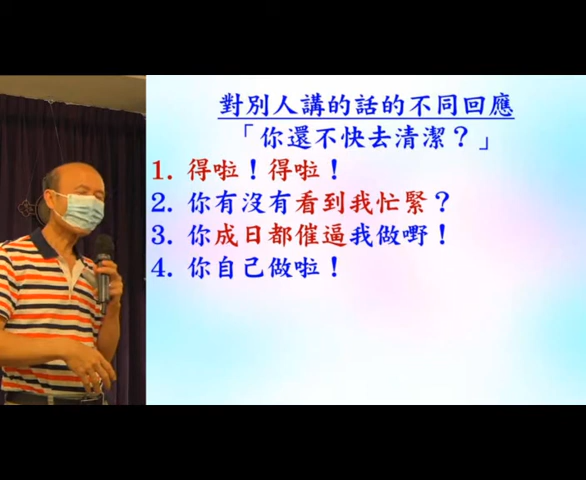 對別人講的話的不同回應
「你還不快去清潔？」
1. 得啦！得啦！
2. 你有沒有看到我忙緊？
3. 你成日都催逼我做嘢！
4. 你自己做啦！